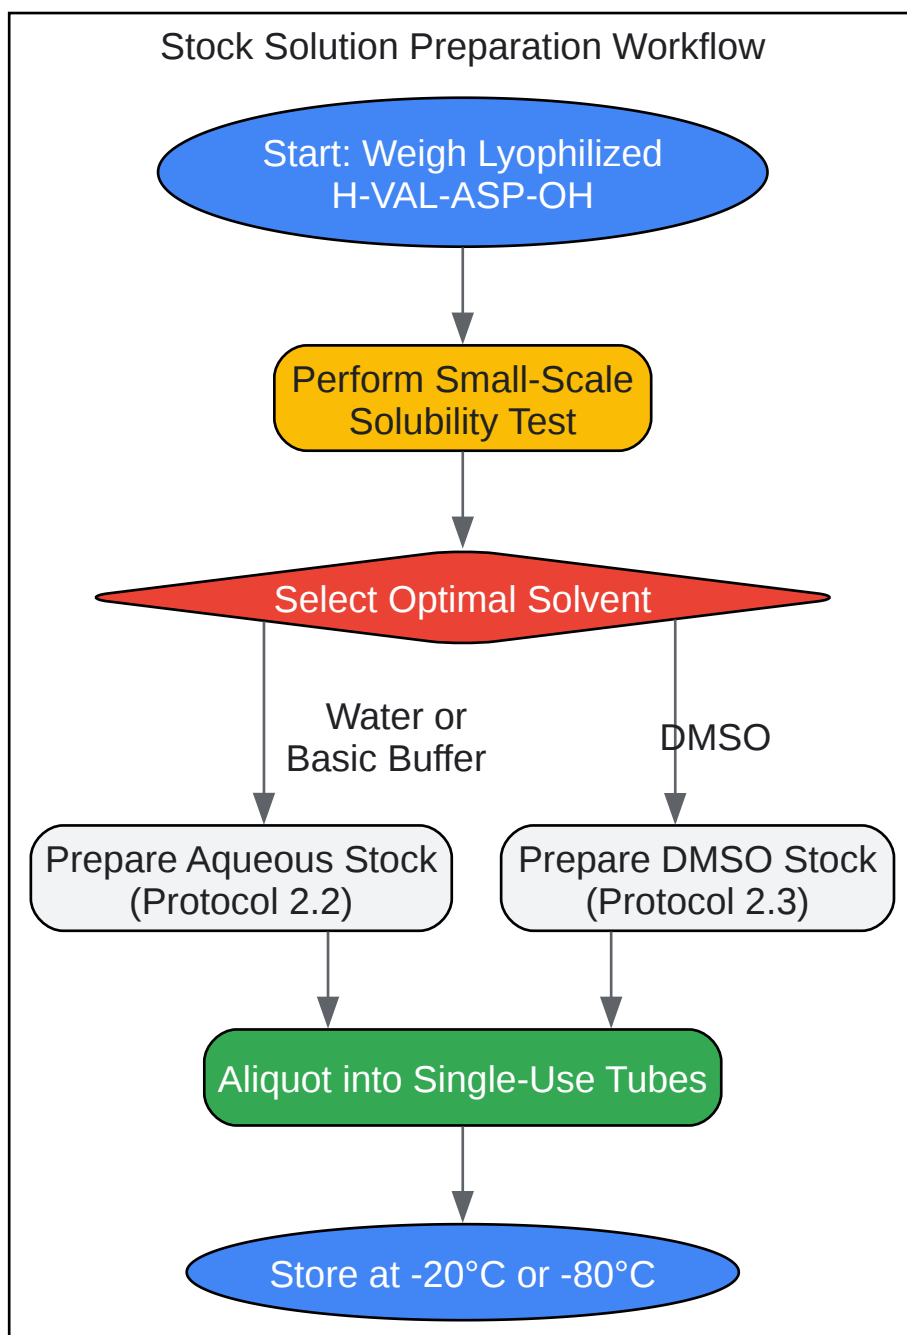 Stock Solution Preparation Workflow
Start: Weigh Lyophilized
H-VAL-ASP-OH
Perform Small-Scale
Solubility Test
Select Optimal Solvent
Water or
Basic Buffer
DMSO
Prepare Aqueous Stock
(Protocol 2.2)
Prepare DMSO Stock
(Protocol 2.3)
Aliquot into Single-Use Tubes
Store at -20°C or -80°C